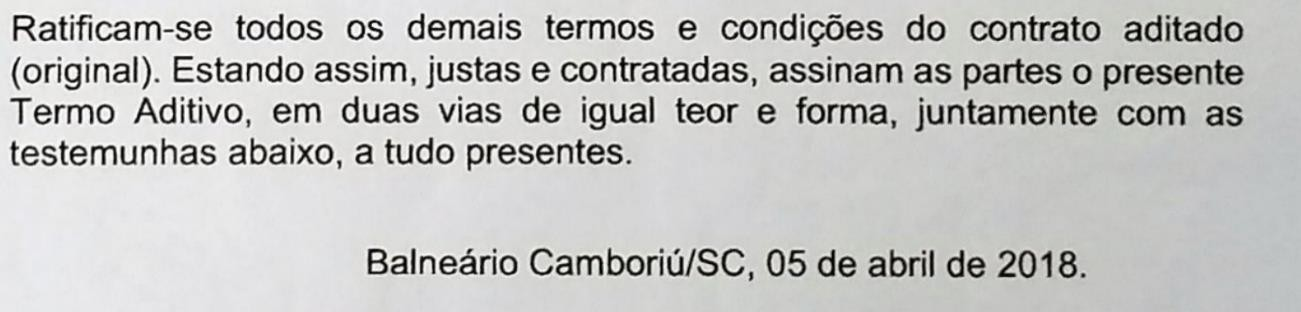 Ratificam-se todos os demais termos e condições do contrato aditado
(original). Estando assim, justas e contratadas, assinam as partes o presente
Termo Aditivo, em duas vias de igual teor e forma, juntamente com as
testemunhas abaixo, a tudo presentes.
Balneário Camboriú/SC, 05 de abril de 2018.